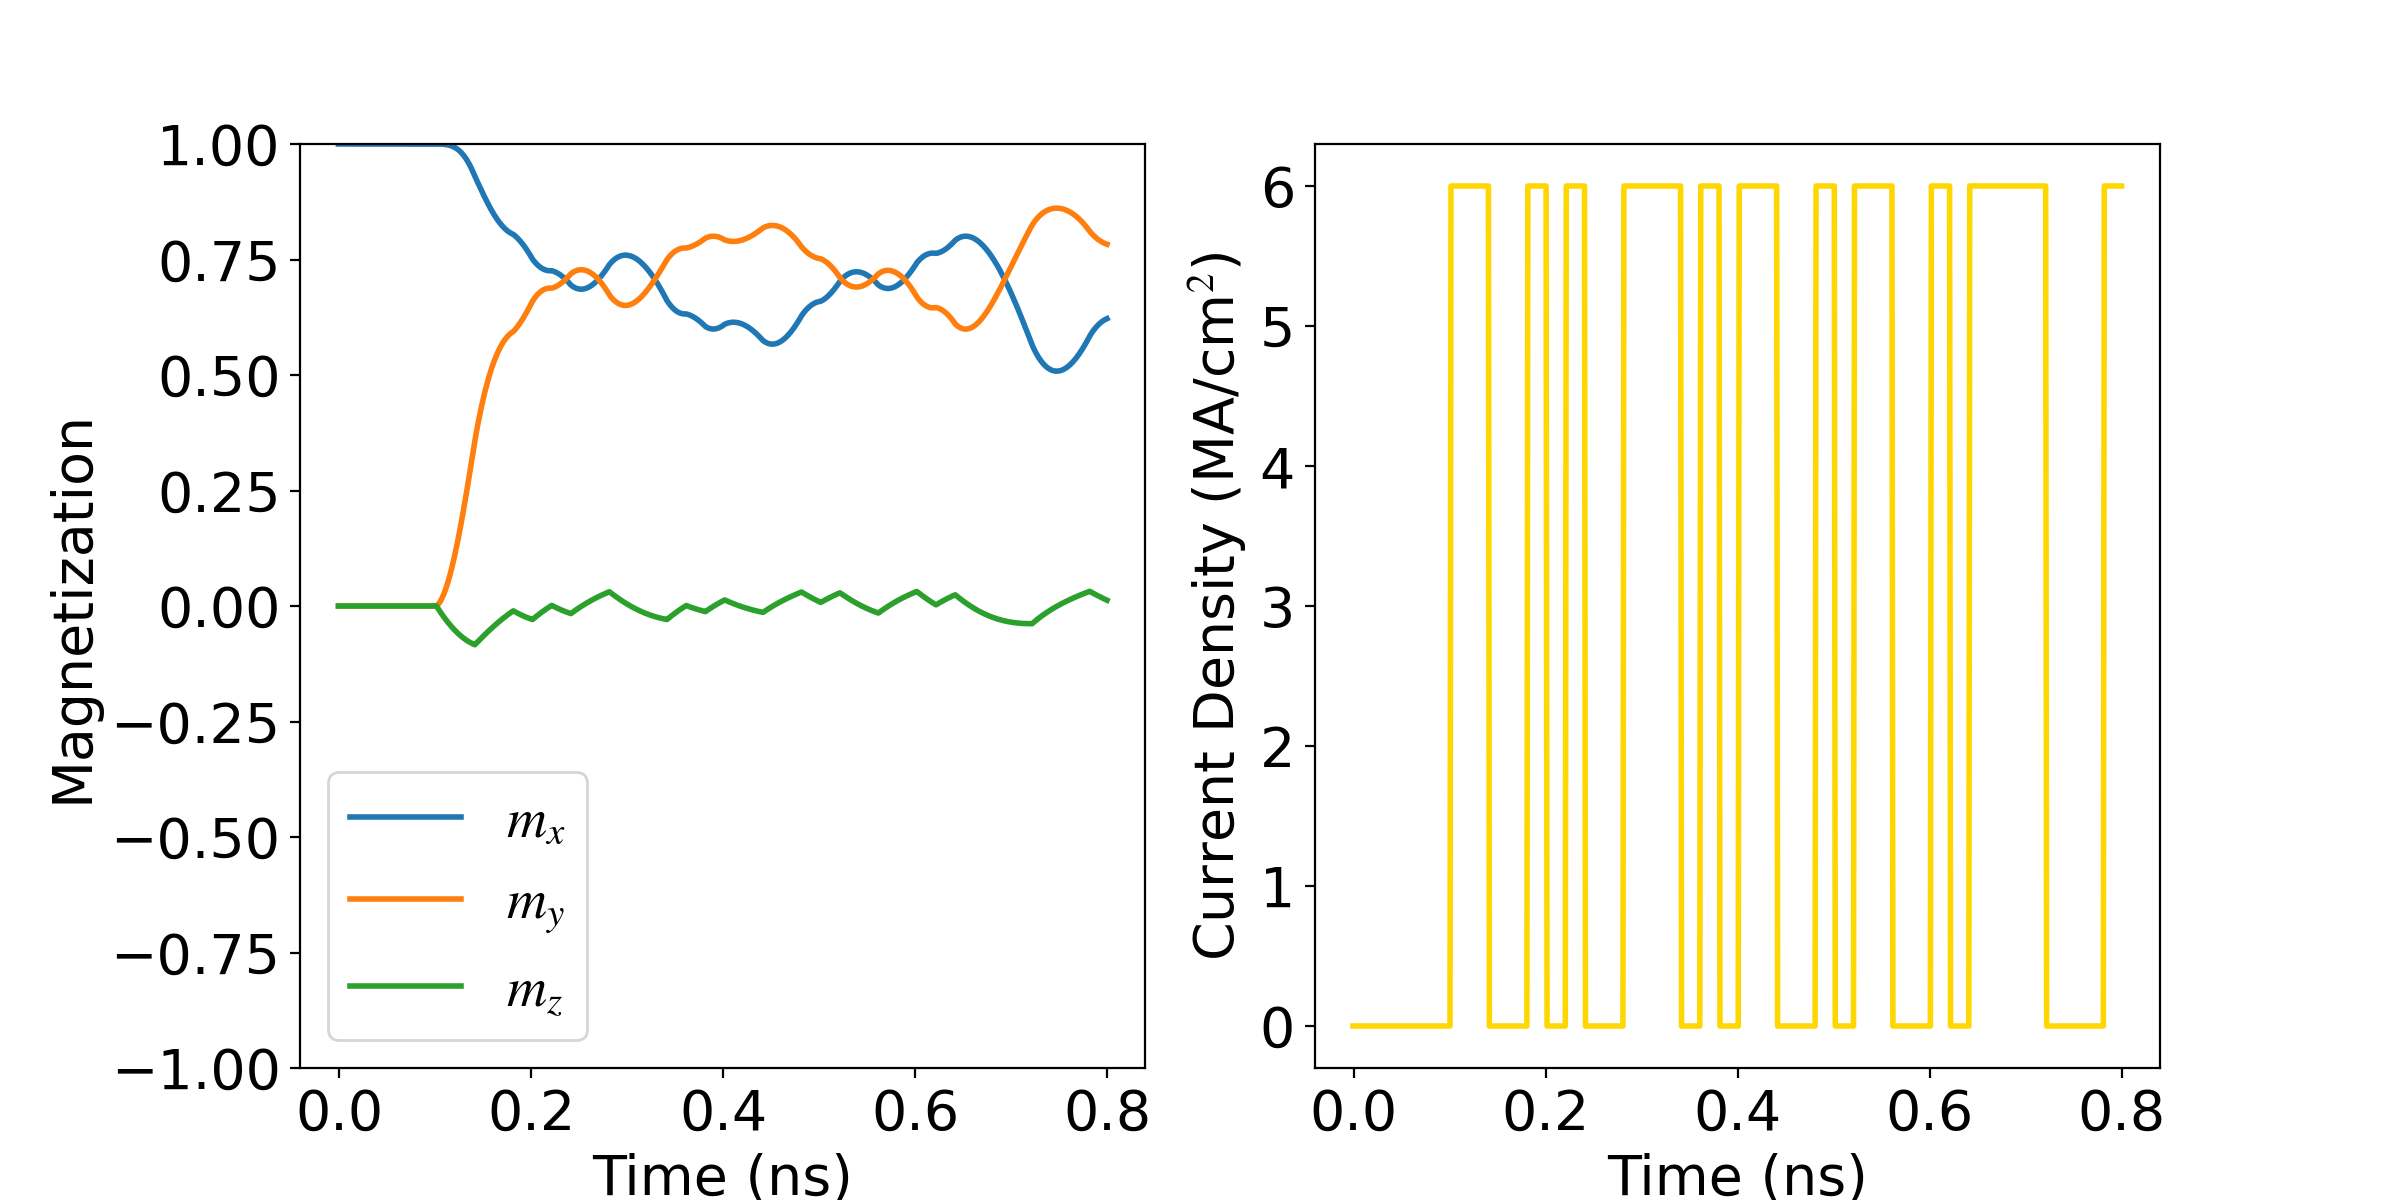 1.00
0.75
0.50
0.25
0.00
−0.25
−0.50
−0.75
−1.00
Magnetization
0.0 0.2 0.4 0.6 0.8
Time (ns)
m_x
m_y
m_z
6
5
4
3
2
1
0
Current Density (MA/cm²)
0.0 0.2 0.4 0.6 0.8
Time (ns)